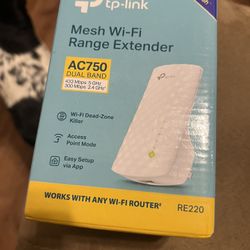 tp-link
Mesh Wi-Fi
Range Extender
AC750
DUAL BAND
433 Mbps 5 GHz
300 Mbps 2.4 GHz
tp-link
Wi-Fi Dead-Zone
Killer
Access
Point Mode
Easy Setup
via App
WORKS WITH ANY WI-FI ROUTER
RE220